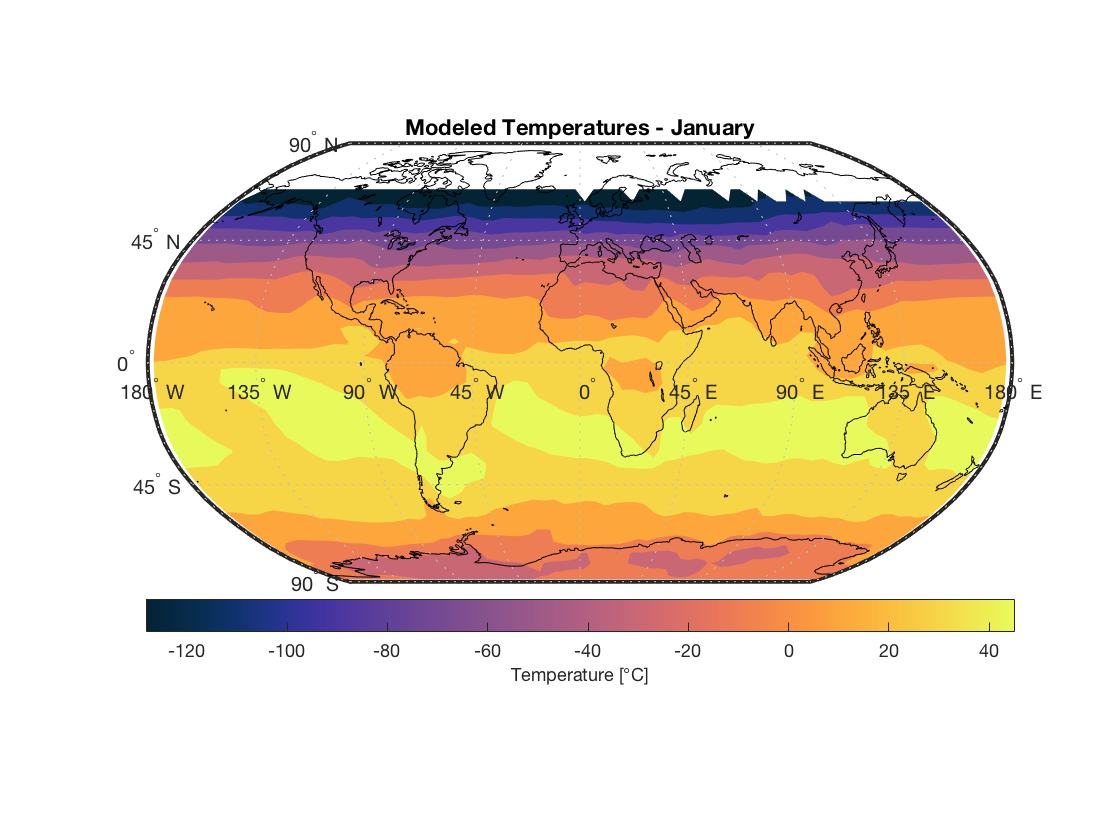 Modeled Temperatures - January
90° N
45° N
0°
180° W 135° W 90° W 45° W 0° 45° E 90° E 135° E 180° E
45° S
90° S
-120 -100 -80 -60 -40 -20 0 20 40
Temperature [°C]